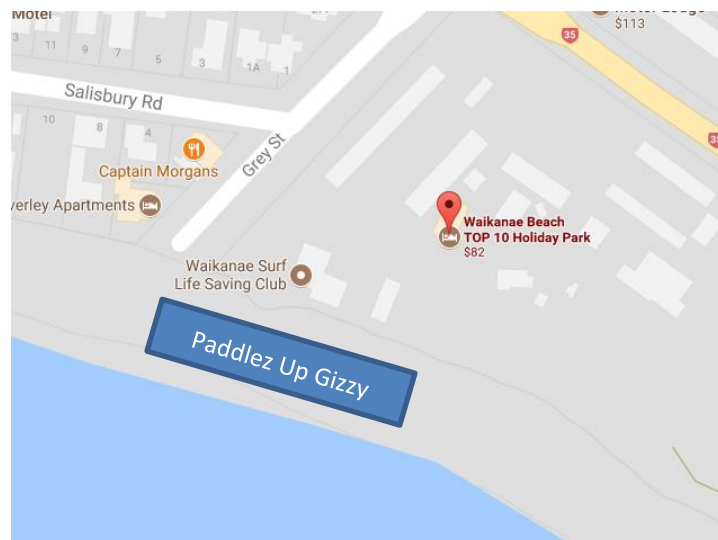 Motel
$113
35
3
11
9
7
5
3
1A
1
Salisbury Rd
10
8
4
Grey St
Captain Morgans
verley Apartments
Waikanae Beach
TOP 10 Holiday Park
$82
Waikanae Surf
Life Saving Club
Paddlez Up Gizzy